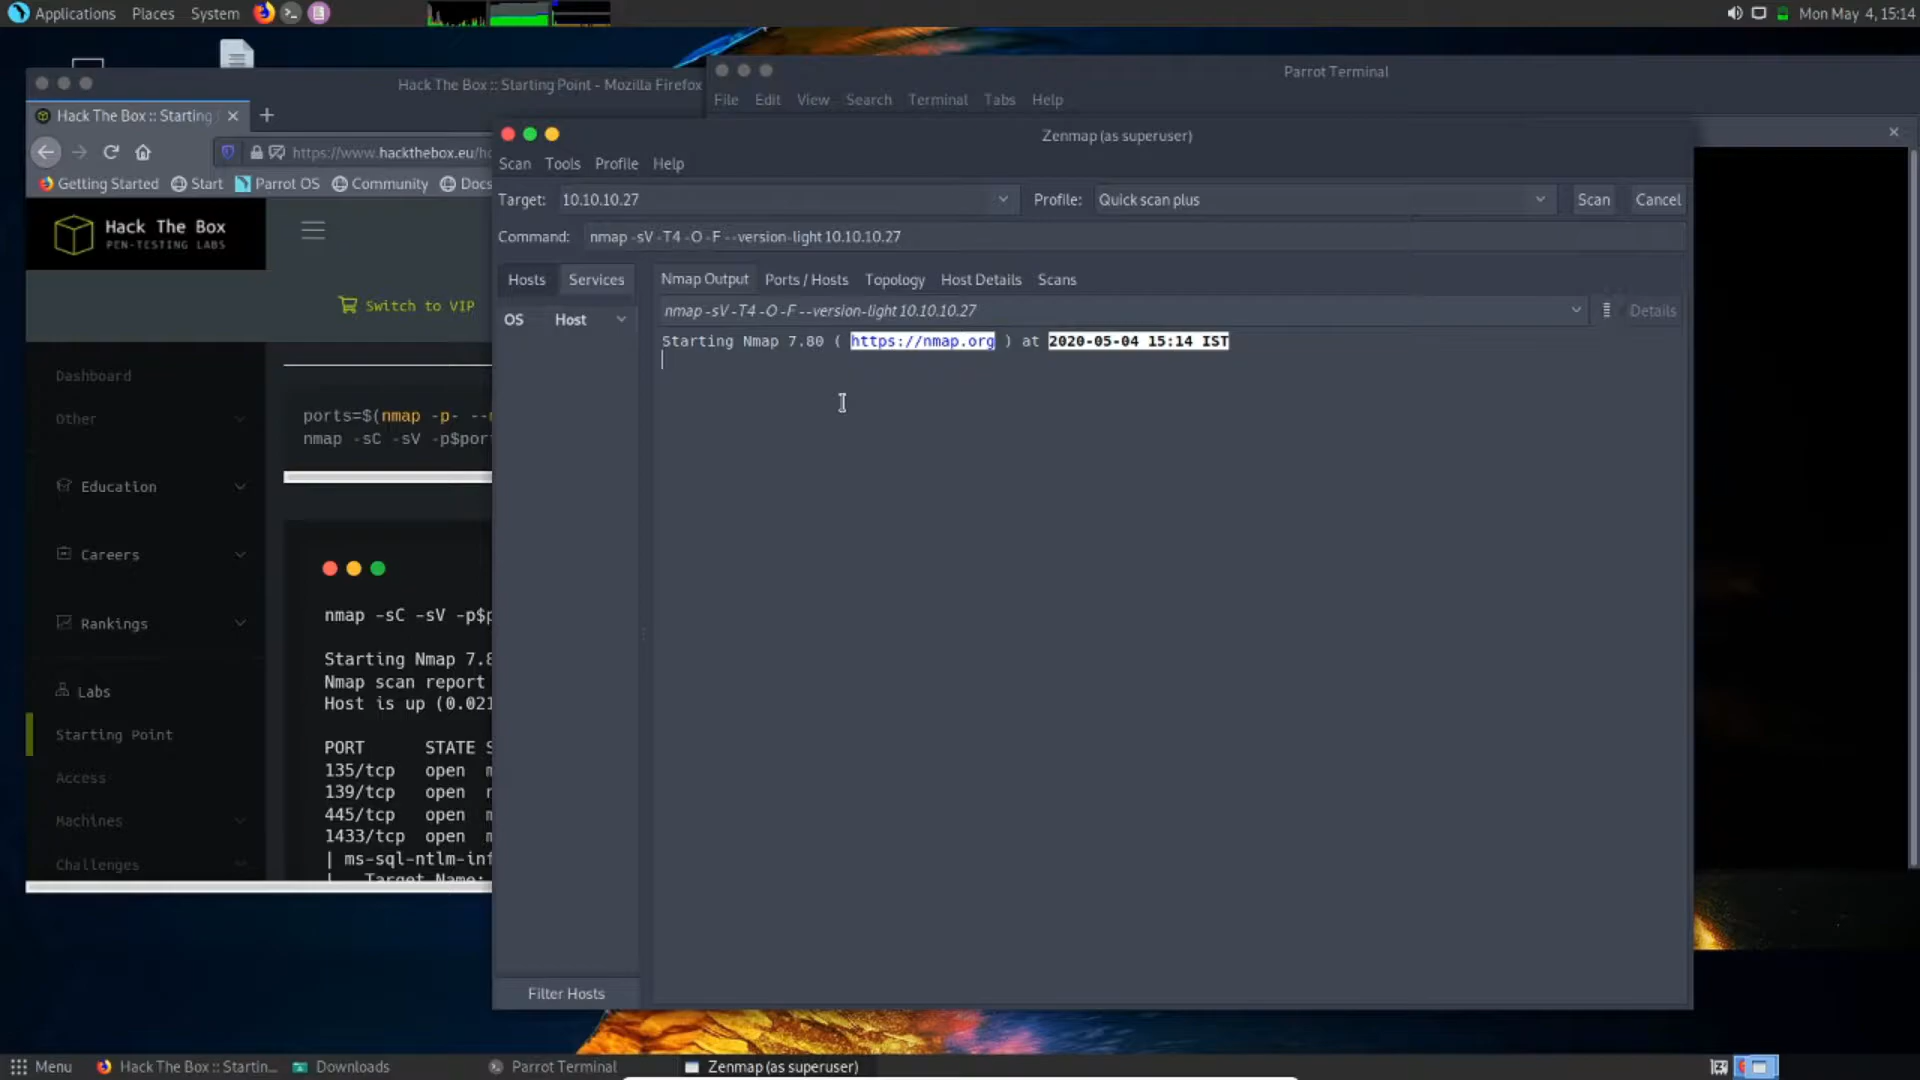 Applications Places System
Mon May 4, 15:14
Hack The Box :: Starting Point - Mozilla Firefox
Hack The Box :: Starting
https://www.hackthebox.eu/h
Getting Started Start Parrot OS Community Docs
Hack The Box
PEN-TESTING LABS
Switch to VIP
Dashboard
Other
Education
Careers
Rankings
Labs
Starting Point
Access
Machines
Challenges
ports=$(nmap -p- --
nmap -sC -sV -p$por
nmap -sC -sV -p$
Starting Nmap 7.8
Nmap scan report
Host is up (0.021
PORT STATE S
135/tcp open
139/tcp open
445/tcp open
1433/tcp open
| ms-sql-ntlm-inf
| Target Name:
Parrot Terminal
File Edit View Search Terminal Tabs Help
Zenmap (as superuser)
Scan Tools Profile Help
Target: 10.10.10.27 Profile: Quick scan plus Scan Cancel
Command: nmap -sV -T4 -O -F --version-light 10.10.10.27
Hosts Services
OS Host
Nmap Output Ports / Hosts Topology Host Details Scans
nmap -sV -T4 -O -F --version-light 10.10.10.27 Details
Starting Nmap 7.80 ( https://nmap.org ) at 2020-05-04 15:14 IST
Filter Hosts
Menu Hack The Box :: Startin... Downloads Parrot Terminal Zenmap (as superuser)